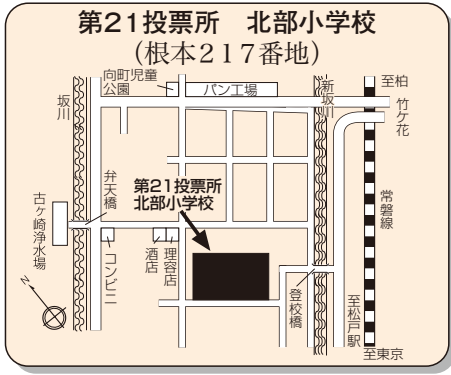 第21投票所　北部小学校
(根本217番地)
向町児童
公園
パン工場
新坂川
至柏
竹ケ花
坂川
弁天橋
第21投票所
北部小学校
古ケ崎浄水場
コンビニ
酒店
理容店
登校橋
常磐線
至松戸駅
至東京
N